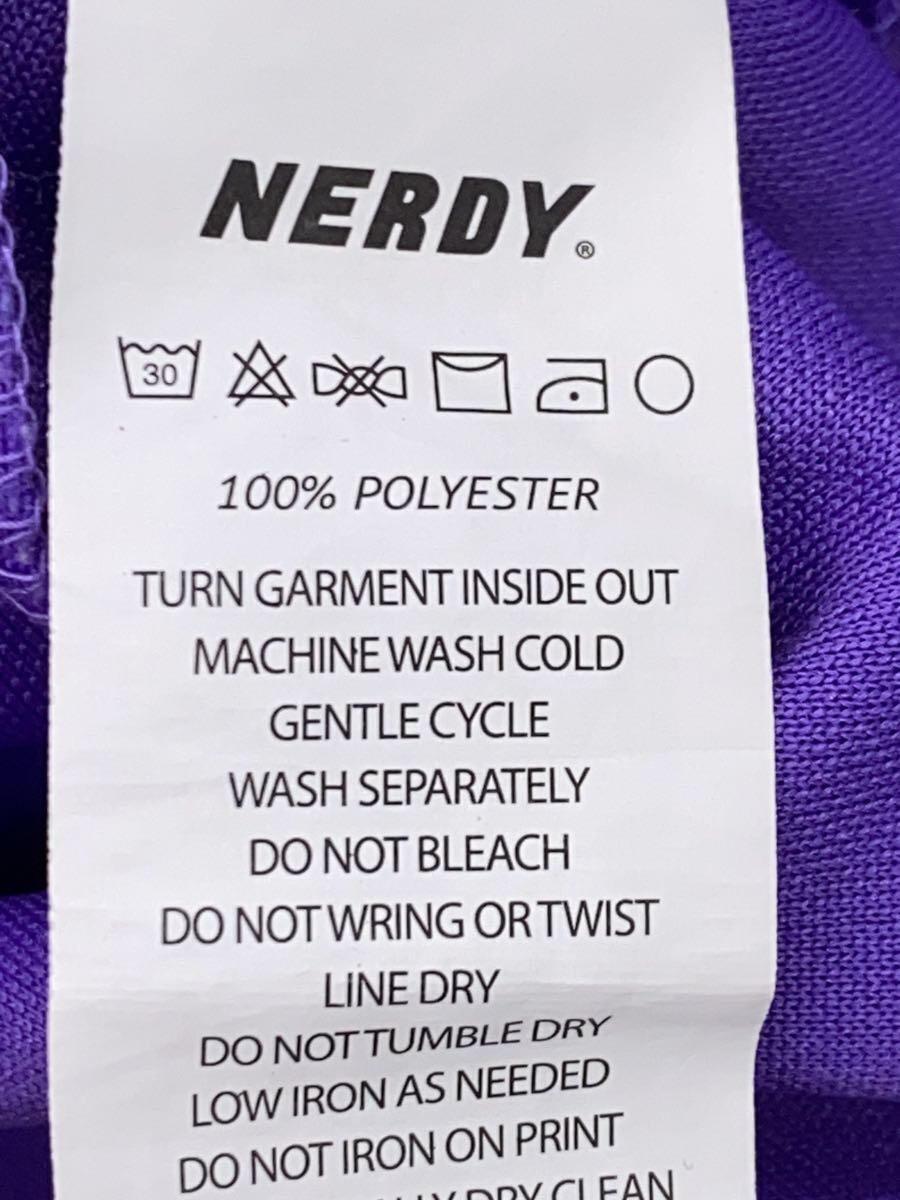 NERDY®
30
100% POLYESTER
TURN GARMENT INSIDE OUT
MACHINE WASH COLD
GENTLE CYCLE
WASH SEPARATELY
DO NOT BLEACH
DO NOT WRING OR TWIST
LINE DRY
DO NOT TUMBLE DRY
LOW IRON AS NEEDED
DO NOT IRON ON PRINT
DRY CLEAN